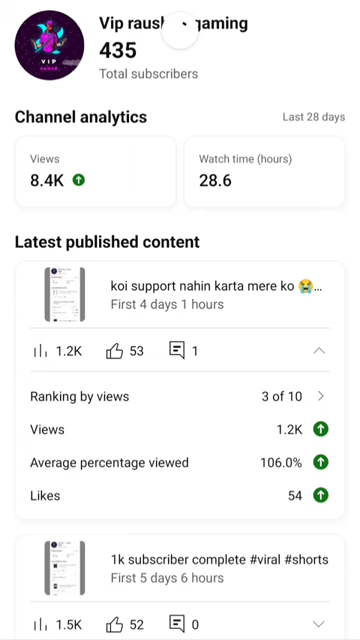 Vip raus gaming
435
Total subscribers
VIP
Channel analytics
Last 28 days
Views
8.4K
Watch time (hours)
28.6
Latest published content
koi support nahin karta mere ko 😭...
First 4 days 1 hours
1.2K 53 1
Ranking by views 3 of 10
Views 1.2K
Average percentage viewed 106.0%
Likes 54
1k subscriber complete #viral #shorts
First 5 days 6 hours
1.5K 52 0